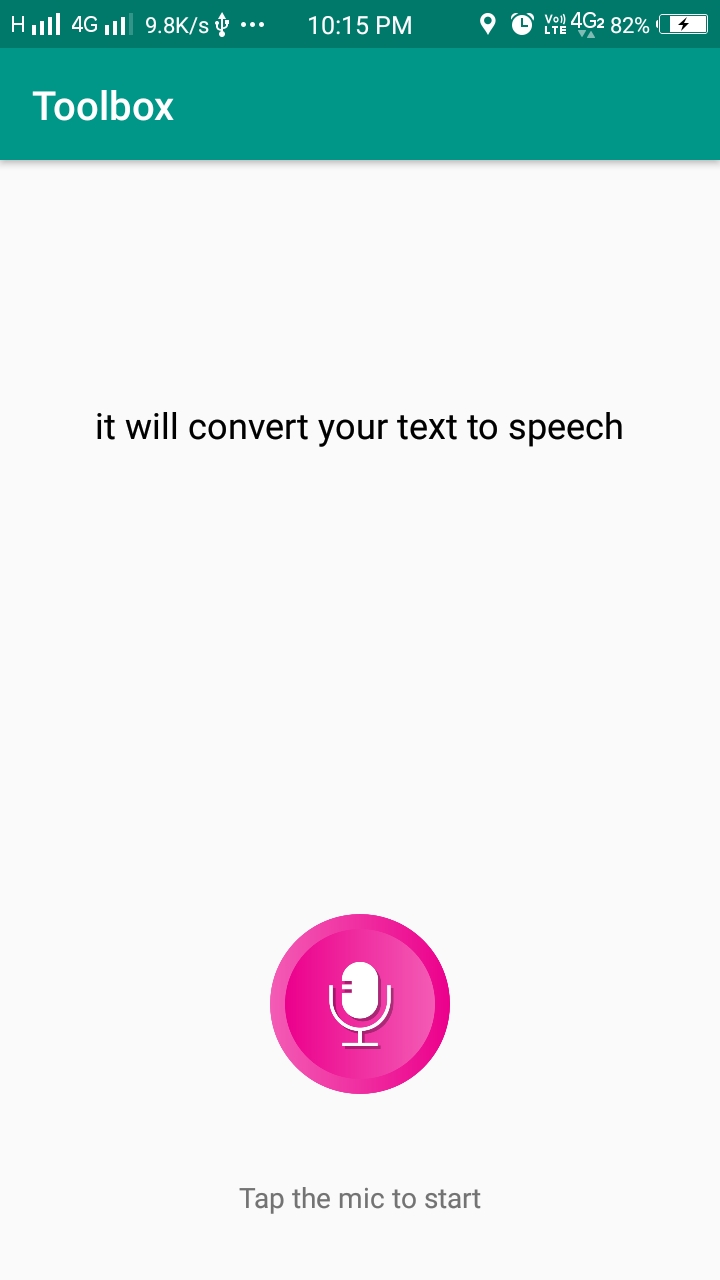 H 4G 9.8K/s ... 10:15 PM Vo)) LTE 4G2 82%
Toolbox
it will convert your text to speech
Tap the mic to start